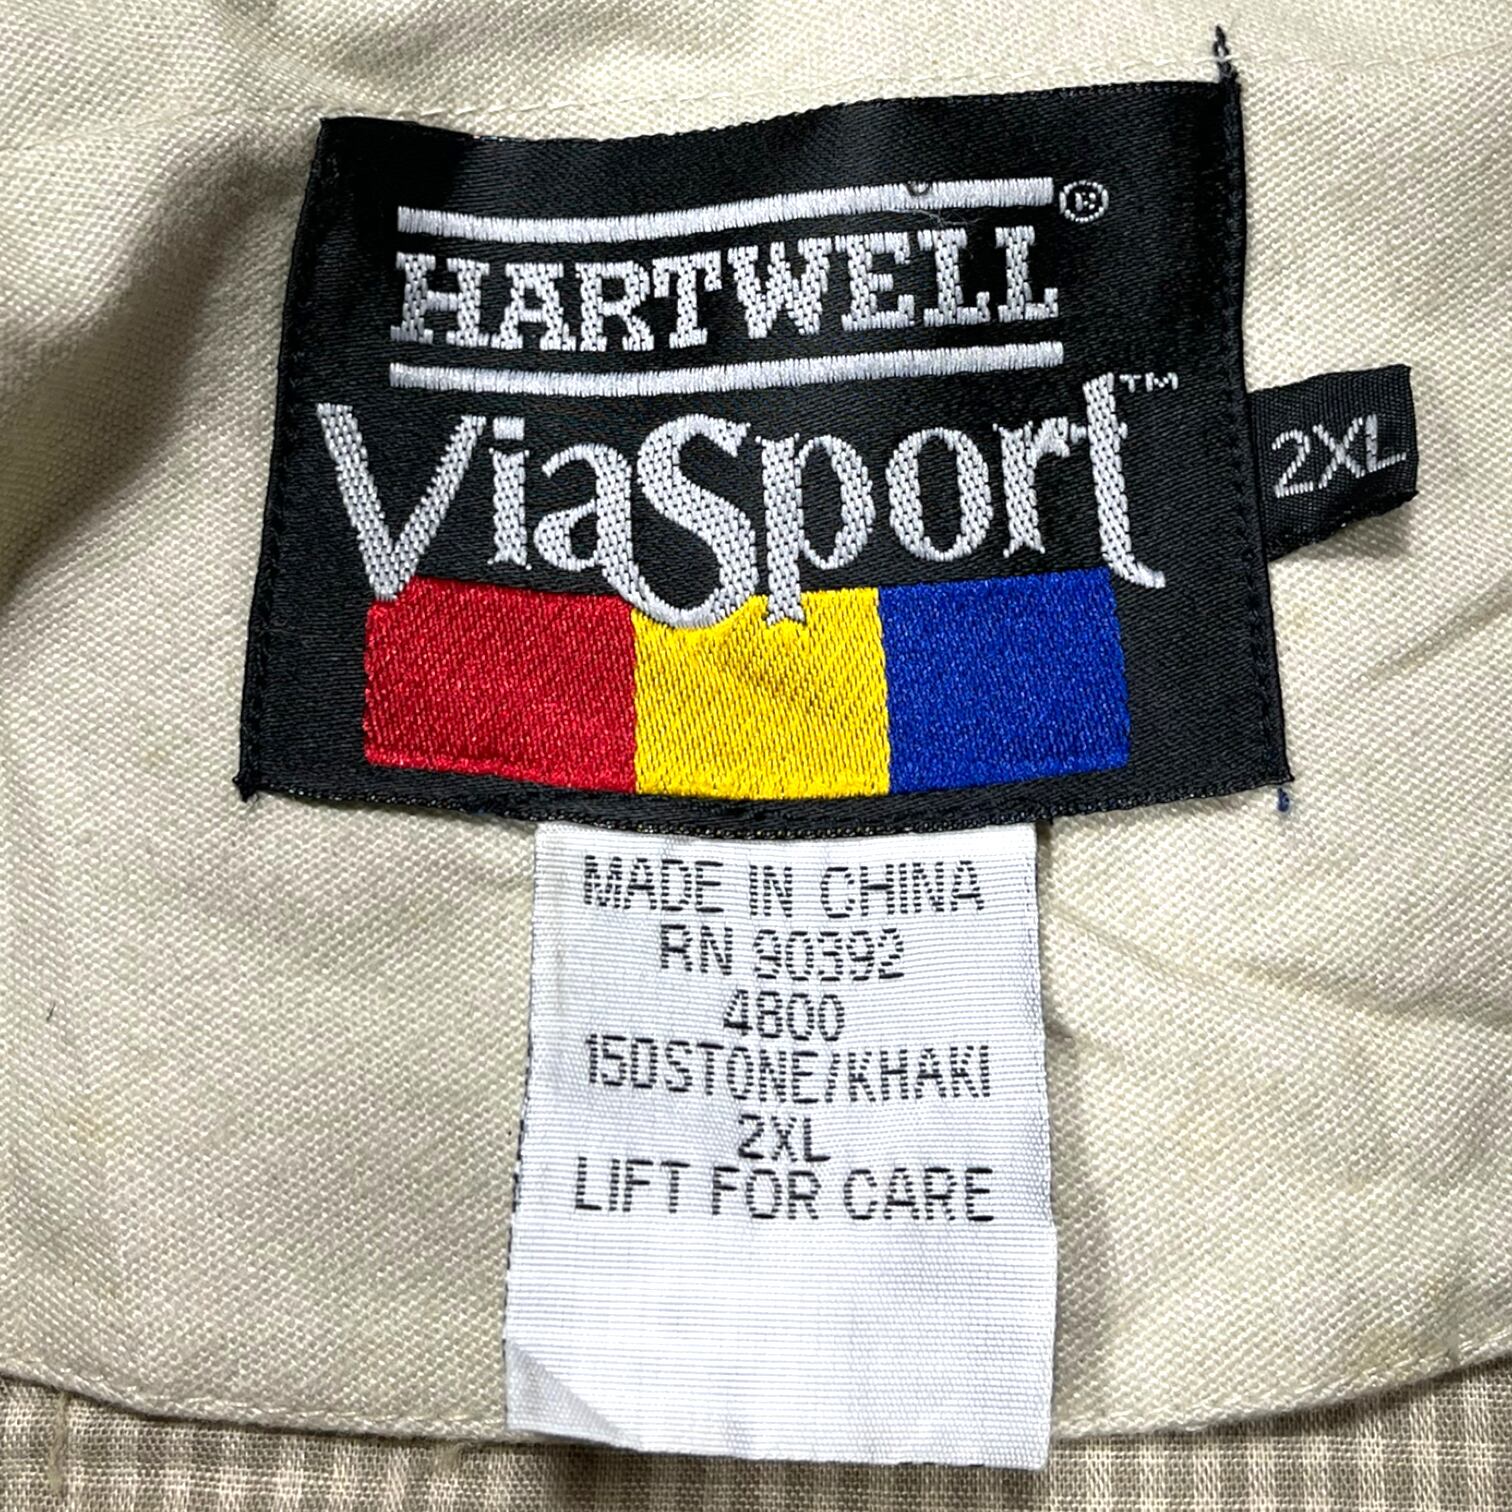 HARTWELL®
ViaSport™
2XL
MADE IN CHINA
RN 90392
4800
150STONE/KHAKI
2XL
LIFT FOR CARE